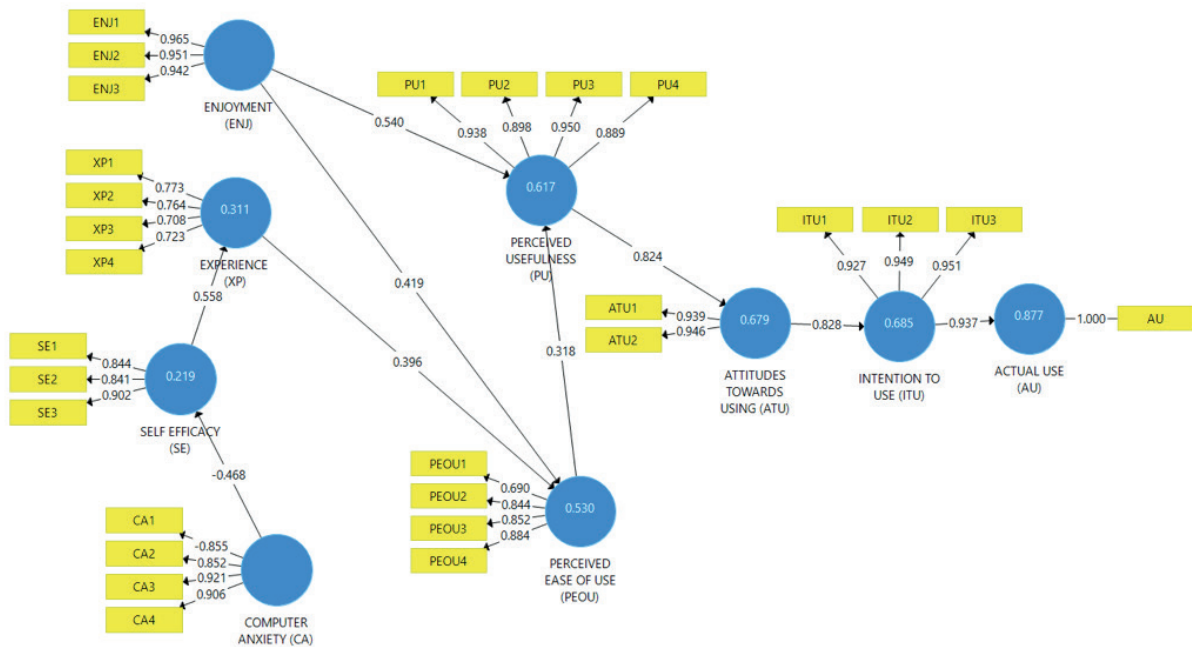 ENJ1
ENJ2
ENJ3
0.965
0.951
0.942
ENJOYMENT
(ENJ)
0.540
PU1
PU2
PU3
PU4
0.938
0.898
0.950
0.889
0.617
PERCEIVED
USEFULNESS
(PU)
XP1
XP2
XP3
XP4
0.773
0.764
0.708
0.723
0.311
EXPERIENCE
(XP)
0.558
0.419
0.396
0.318
0.824
SE1
SE2
SE3
0.844
0.841
0.902
0.219
SELF EFFICACY
(SE)
-0.468
CA1
CA2
CA3
CA4
-0.855
0.852
0.921
0.906
COMPUTER
ANXIETY (CA)
PEOU1
PEOU2
PEOU3
PEOU4
0.690
0.844
0.852
0.884
0.530
PERCEIVED
EASE OF USE
(PEOU)
ATU1
ATU2
0.939
0.946
0.679
ATTITUDES
TOWARDS
USING (ATU)
0.828
ITU1
ITU2
ITU3
0.927
0.949
0.951
0.685
INTENTION TO
USE (ITU)
0.937
0.877
ACTUAL USE
(AU)
1.000
AU